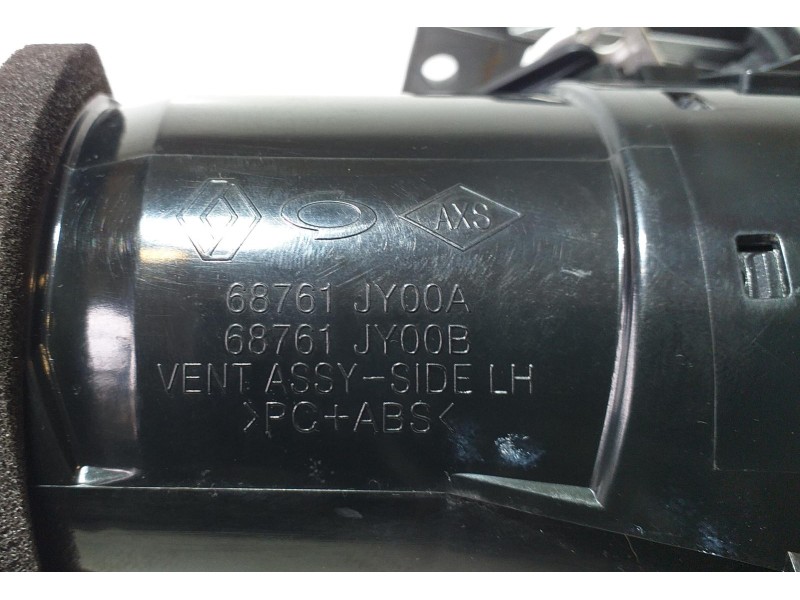 AXS
68761 JY00A
68761 JY00B
VENT ASSY-SIDE LH
>PC+ABS<